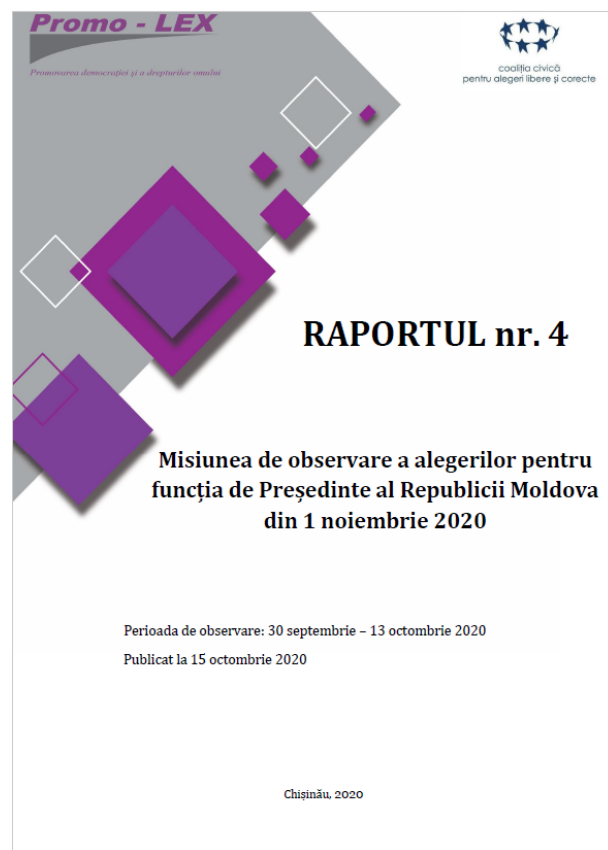 Promo - LEX
Promovarea democrației și a drepturilor omului
coaliția civică
pentru alegeri libere și corecte
RAPORTUL nr. 4
Misiunea de observare a alegerilor pentru
funcția de Președinte al Republicii Moldova
din 1 noiembrie 2020
Perioada de observare: 30 septembrie – 13 octombrie 2020
Publicat la 15 octombrie 2020
Chișinău, 2020